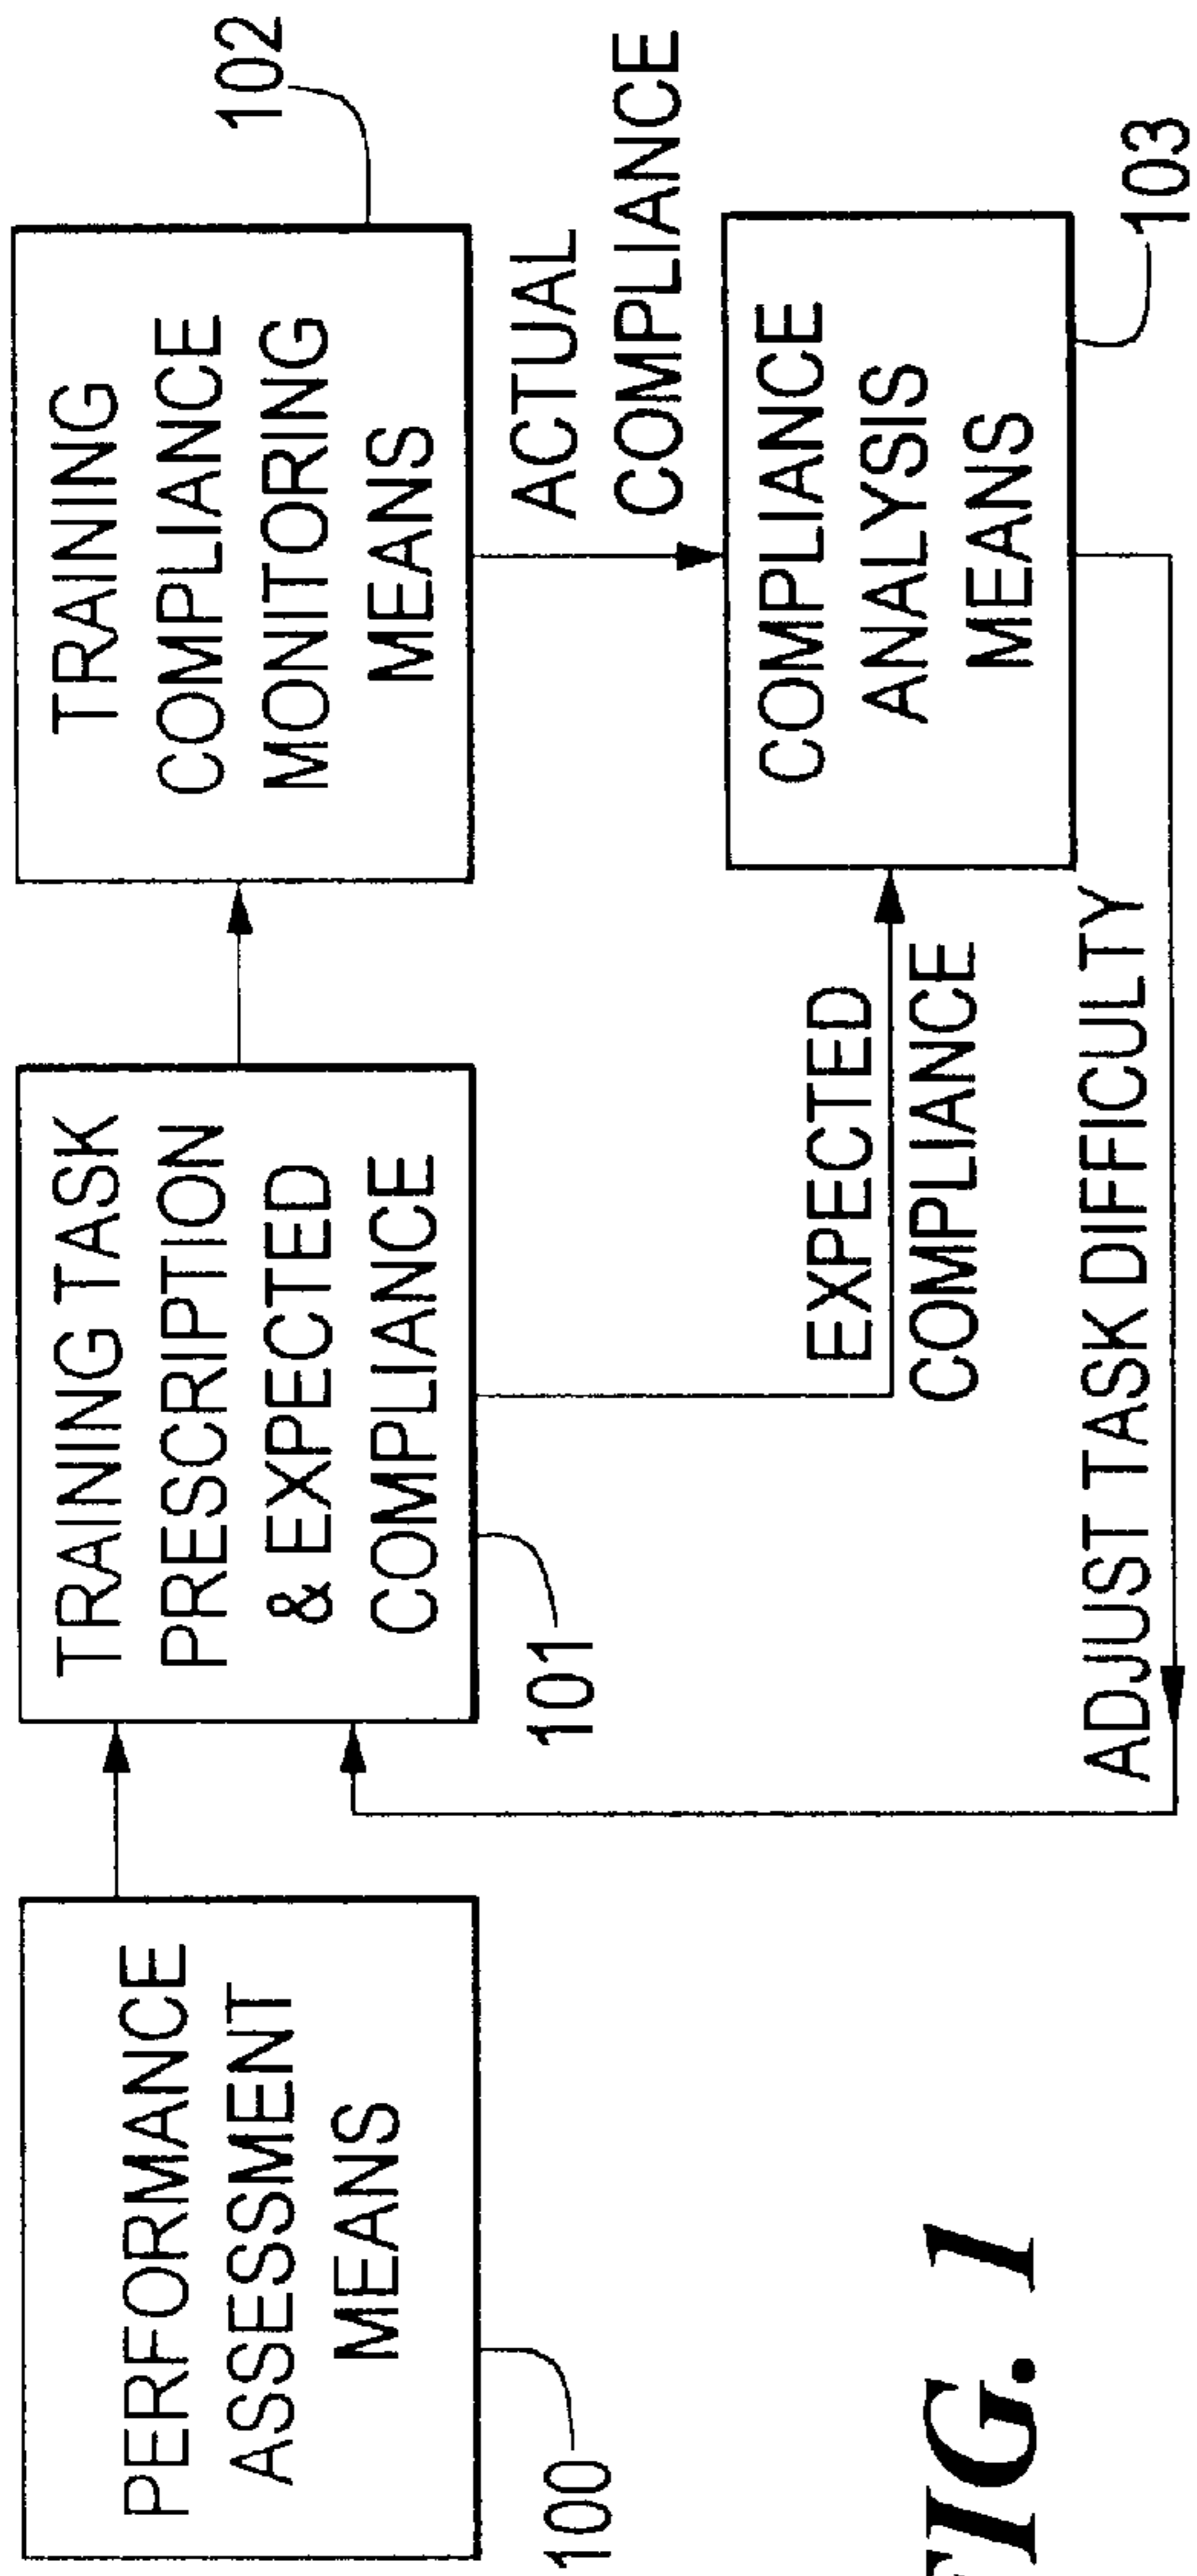 PERFORMANCE
ASSESSMENT
MEANS
100
TRAINING TASK
PRESCRIPTION
& EXPECTED
COMPLIANCE
101
TRAINING
COMPLIANCE
MONITORING
MEANS
102
ACTUAL
COMPLIANCE
EXPECTED
COMPLIANCE
COMPLIANCE
ANALYSIS
MEANS
103
ADJUST TASK DIFFICULTY
FIG. 1